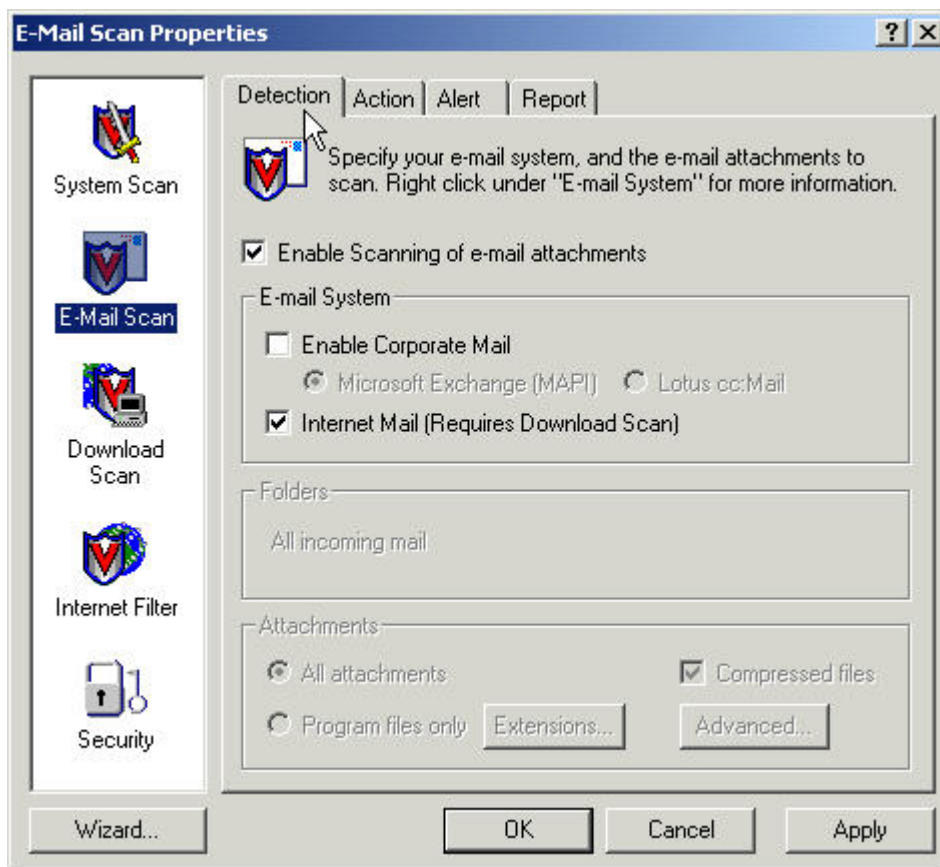 E-Mail Scan Properties
System Scan
E-Mail Scan
Download
Scan
Internet Filter
Security
Detection
Action
Alert
Report
Specify your e-mail system, and the e-mail attachments to
scan. Right click under "E-mail System" for more information.
Enable Scanning of e-mail attachments
E-mail System
Enable Corporate Mail
Microsoft Exchange (MAPI)
Lotus cc:Mail
Internet Mail (Requires Download Scan)
Folders
All incoming mail
Attachments
All attachments
Compressed files
Program files only
Extensions...
Advanced...
Wizard...
OK
Cancel
Apply